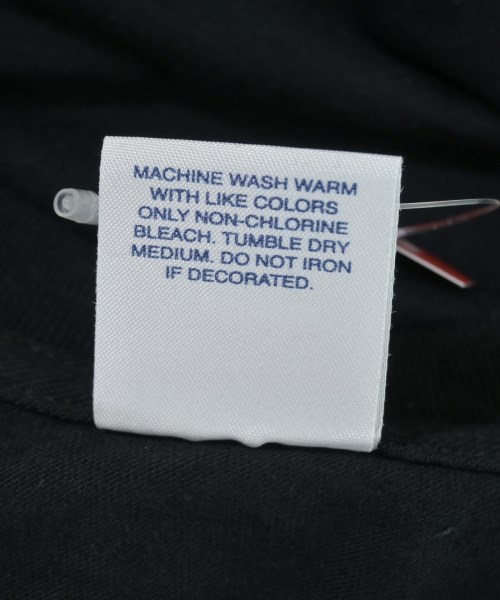 MACHINE WASH WARM
WITH LIKE COLORS
ONLY NON-CHLORINE
BLEACH. TUMBLE DRY
MEDIUM. DO NOT IRON
IF DECORATED.